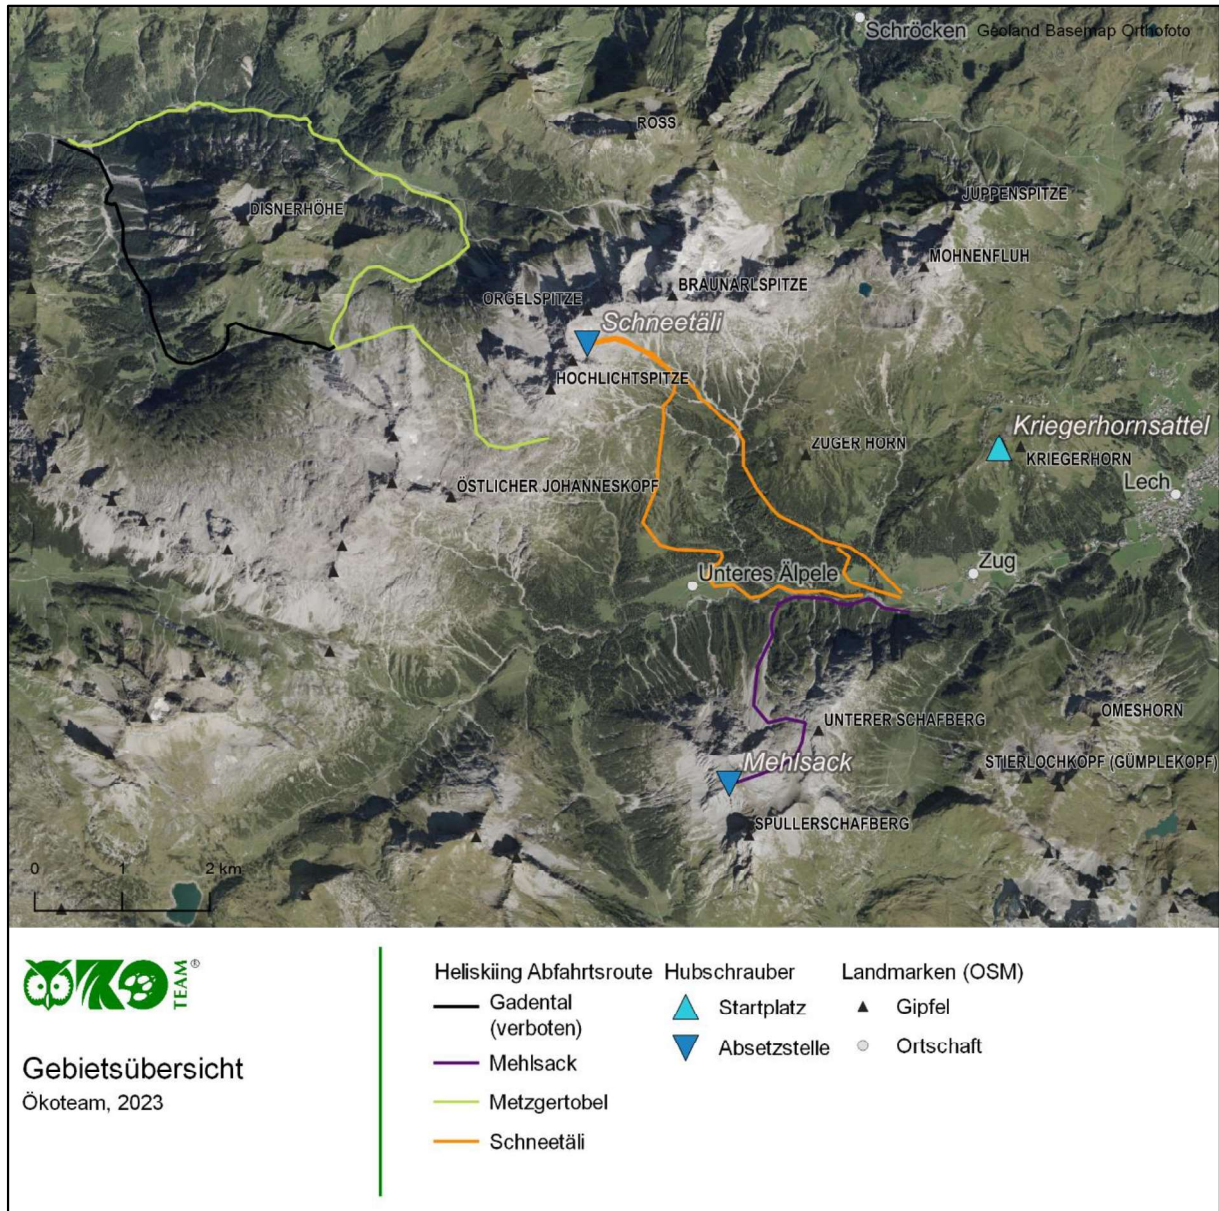 Schröcken
Geoland Basemap Orthofoto
ROSS
JUPPENSPITZE
DISNERHÖHE
MOHNENFLUH
BRAUNARLSPITZE
ORGELSPITZE
Schneetäli
HOCHLICHTSPITZE
Kriegerhornsattel
ZUGER HORN
KRIEGERHORN
Lech
ÖSTLICHER JOHANNESKOPF
Unteres Älpele
Zug
OMESHORN
UNTERER SCHAFBERG
Mehlsack
STIERLOCHKOPF (GÜMPLEKOPF)
SPULLERSCHAFBERG
0 1 2 km
ÖKO
TEAM
®
Gebietsübersicht
Ökoteam, 2023
Heliskiing Abfahrtsroute
Gadental
(verboten)
Mehlsack
Metzgertobel
Schneetäli
Hubschrauber
Startplatz
Absetzstelle
Landmarken (OSM)
Gipfel
Ortschaft